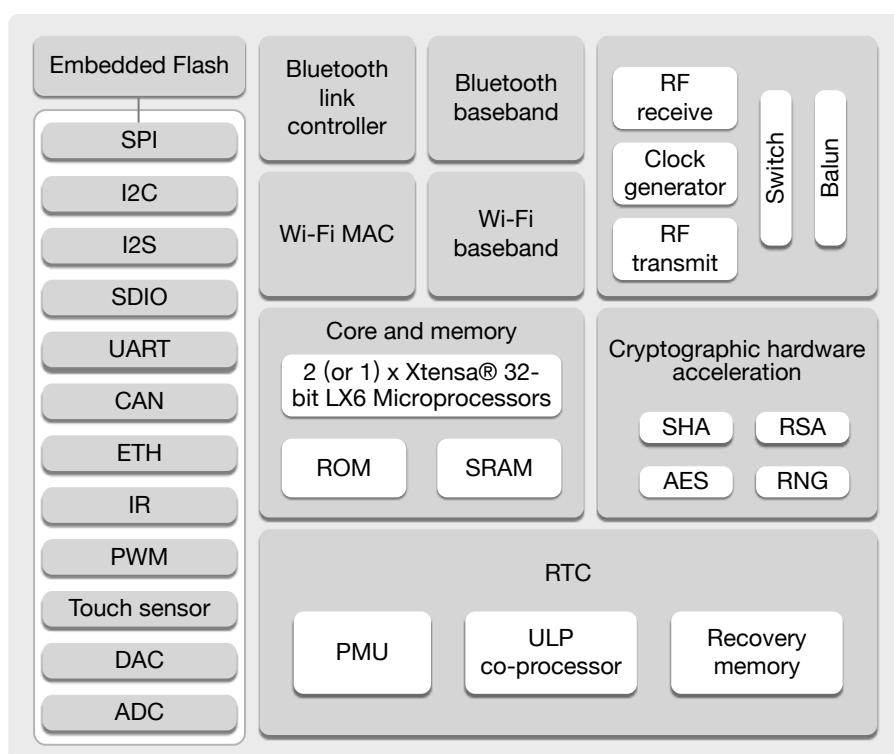 Embedded Flash
SPI
I2C
I2S
SDIO
UART
CAN
ETH
IR
PWM
Touch sensor
DAC
ADC
Bluetooth
link
controller
Bluetooth
baseband
Wi-Fi MAC
Wi-Fi
baseband
RF
receive
Clock
generator
RF
transmit
Switch
Balun
Core and memory
2 (or 1) x Xtensa® 32-
bit LX6 Microprocessors
ROM
SRAM
Cryptographic hardware
acceleration
SHA
RSA
AES
RNG
RTC
PMU
ULP
co-processor
Recovery
memory